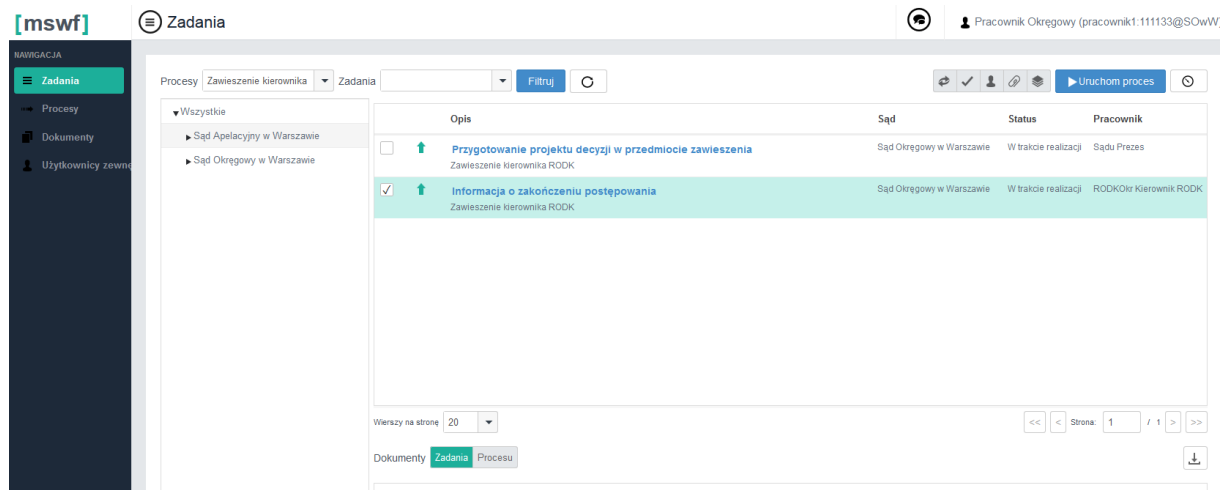 [mswf]
Zadania
Pracownik Okręgowy (pracownik1:111133@SOwW)
NAWIGACJA
Zadania
Procesy
Dokumenty
Użytkownicy zewnę
Procesy Zawieszenie kierownika Zadania Filtruj Uruchom proces
Wszystkie
Sąd Apelacyjny w Warszawie
Sąd Okręgowy w Warszawie
Opis Sąd Status Pracownik
Przygotowanie projektu decyzji w przedmiocie zawieszenia Sąd Okręgowy w Warszawie W trakcie realizacji Sądu Prezes
Zawieszenie kierownika RODK
Informacja o zakończeniu postępowania Sąd Okręgowy w Warszawie W trakcie realizacji RODKOkr Kierownik RODK
Zawieszenie kierownika RODK
Wierszy na stronę 20 << < Strona: 1 / 1 > >>
Dokumenty Zadania Procesu